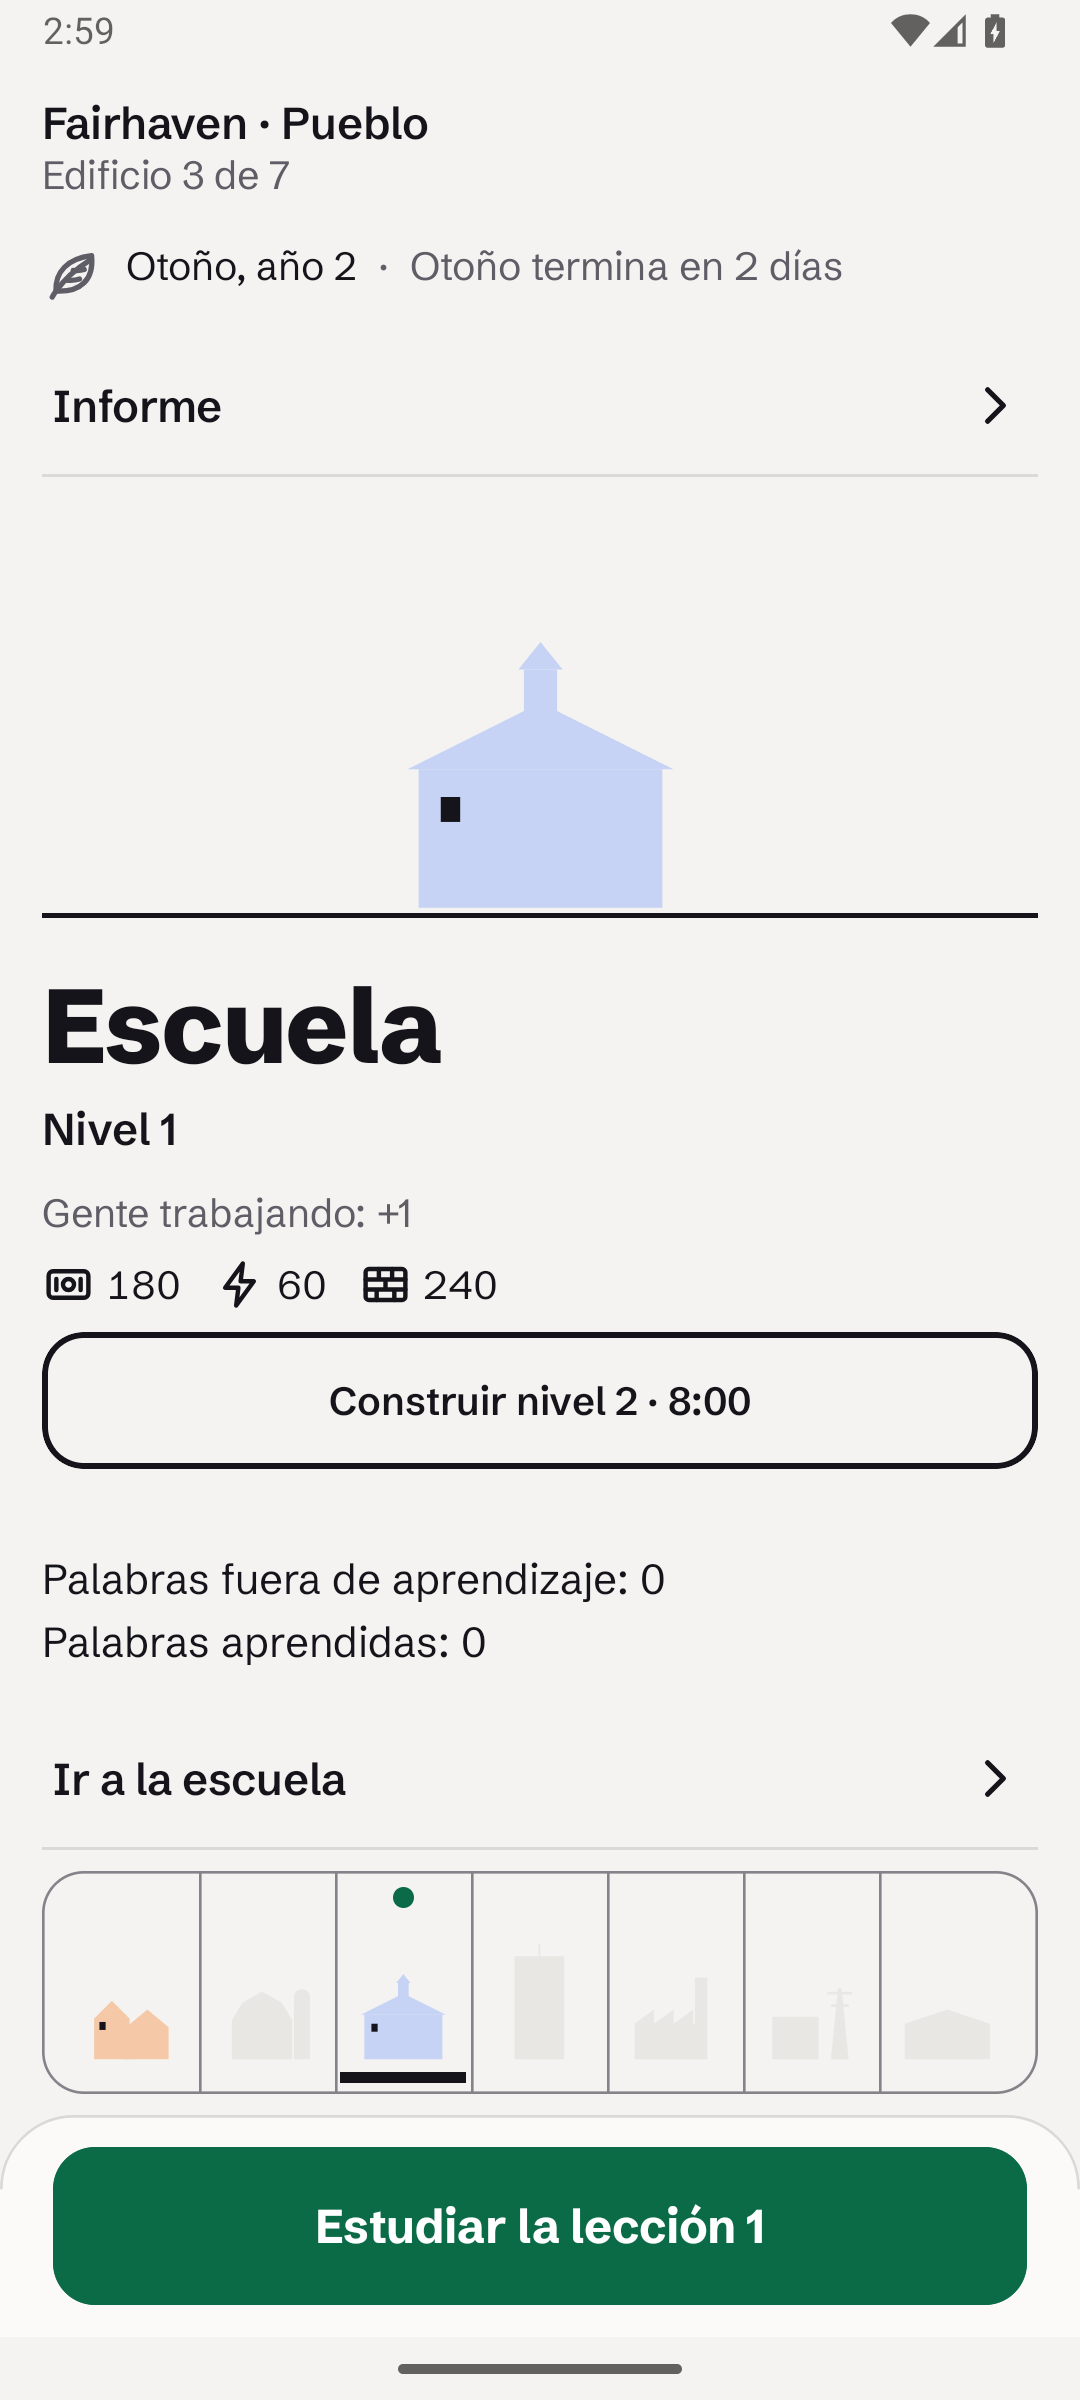 2:59
Fairhaven · Pueblo
Edificio 3 de 7
Otoño, año 2 · Otoño termina en 2 días
Informe
Escuela
Nivel 1
Gente trabajando: +1
180 60 240
Construir nivel 2 · 8:00
Palabras fuera de aprendizaje: 0
Palabras aprendidas: 0
Ir a la escuela
Estudiar la lección 1